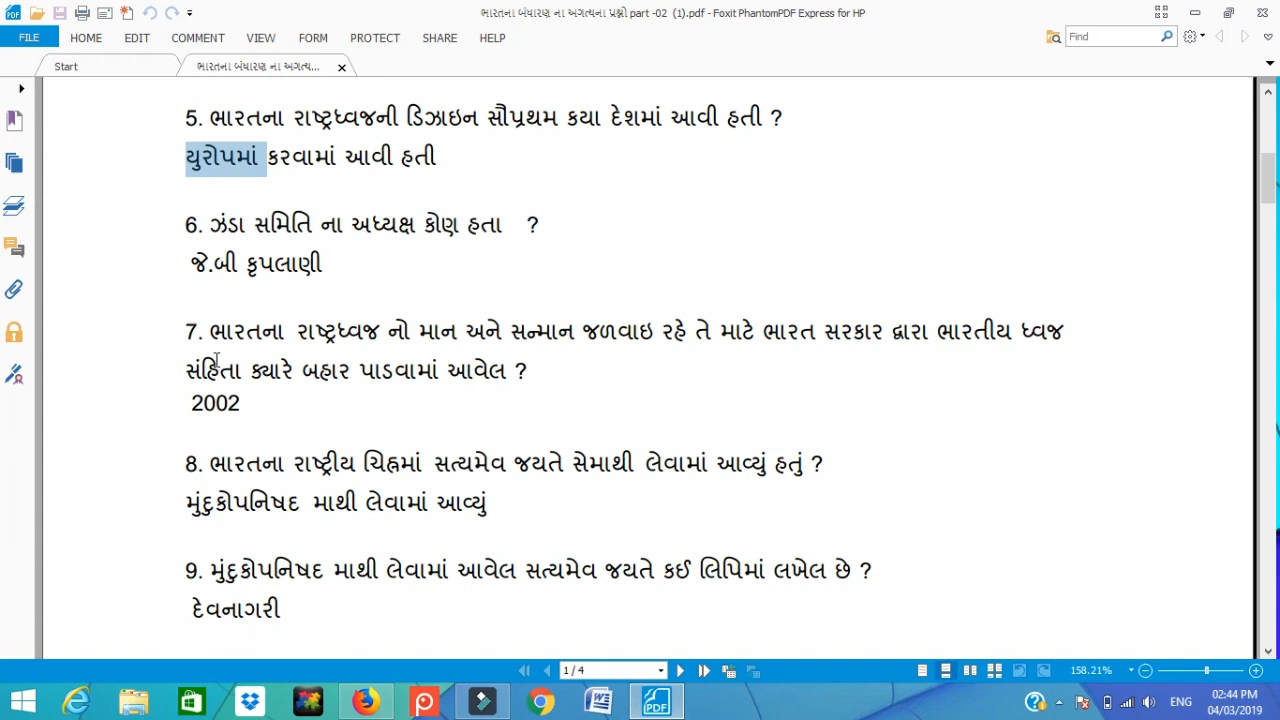 ભારતના બંધારણ ના અગત્યના પ્રશ્નો part -02 (1).pdf - Foxit PhantomPDF Express for HP
FILE HOME EDIT COMMENT VIEW FORM PROTECT SHARE HELP Find
Start ભારતના બંધારણ ના અગત્ય...
5. ભારતના રાષ્ટ્રધ્વજની ડિઝાઇન સૌપ્રથમ કયા દેશમાં આવી હતી ?
યુરોપમાં કરવામાં આવી હતી
6. ઝંડા સમિતિ ના અધ્યક્ષ કોણ હતા ?
જે.બી કૃપલાણી
7. ભારતના રાષ્ટ્રધ્વજ નો માન અને સન્માન જળવાઇ રહે તે માટે ભારત સરકાર દ્વારા ભારતીય ધ્વજ
સંહિતા ક્યારે બહાર પાડવામાં આવેલ ?
2002
8. ભારતના રાષ્ટ્રીય ચિહ્નમાં સત્યમેવ જયતે સેમાથી લેવામાં આવ્યું હતું ?
મુંદુકોપનિષદ માથી લેવામાં આવ્યું
9. મુંદુકોપનિષદ માથી લેવામાં આવેલ સત્યમેવ જયતે કઈ લિપિમાં લખેલ છે ?
દેવનાગરી
1 / 4 158.21%
ENG 02:44 PM
04/03/2019